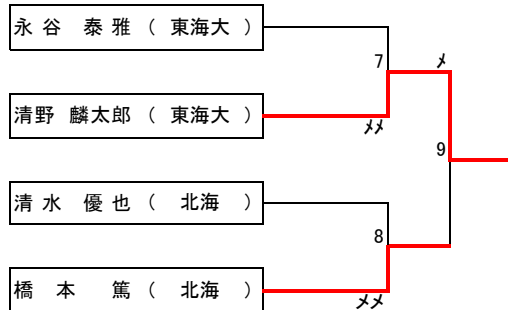 永谷 泰雅 ( 東海大 )
7
メ
清野 麟太郎 ( 東海大 )
メメ
9
清水 優也 ( 北海 )
8
橋本 篤 ( 北海 )
メメ